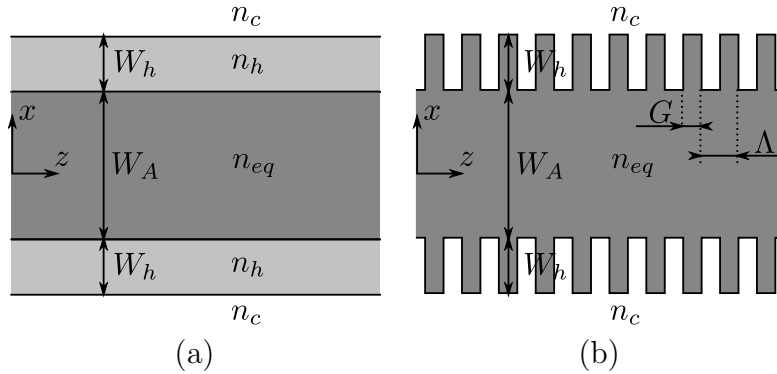 n_c
W_h n_h
x
z W_A n_eq
W_h n_h
n_c
(a)
n_c
W_h
G
x
z W_A n_eq Λ
W_h
n_c
(b)